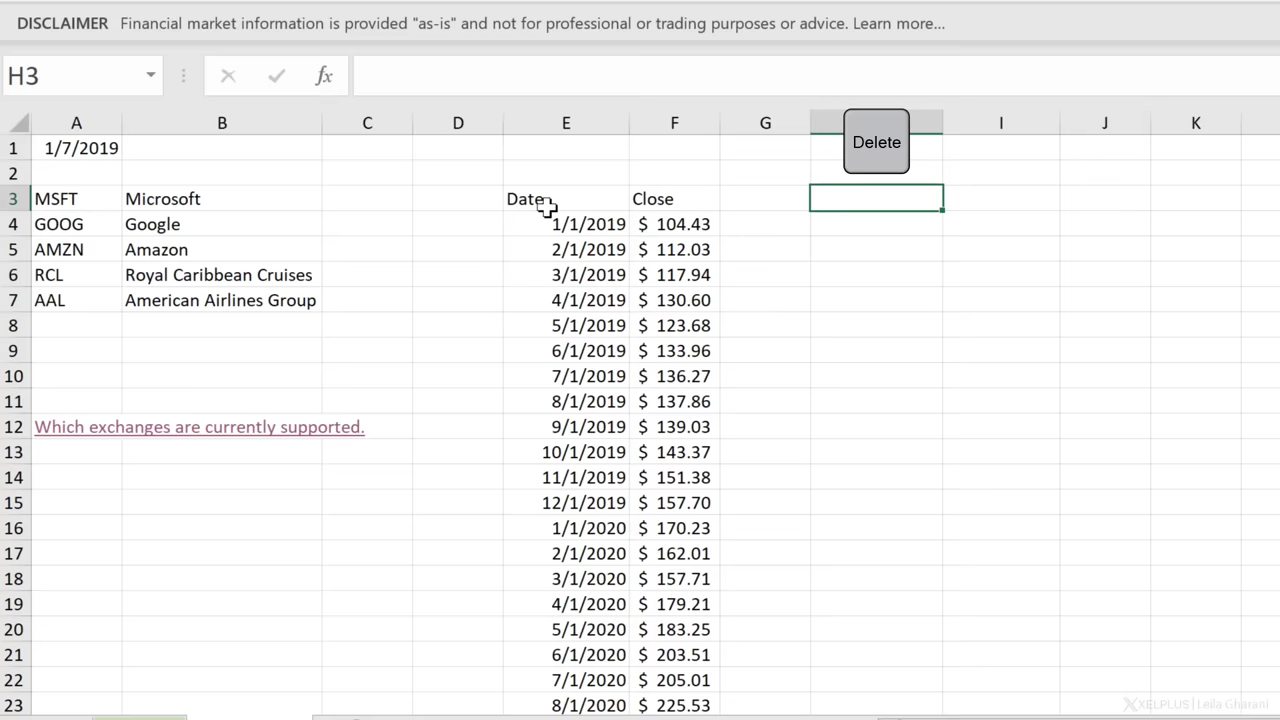 DISCLAIMER Financial market information is provided "as-is" and not for professional or trading purposes or advice. Learn more...
H3 fx
A B C D E F G I J K
Delete
1 1/7/2019
2
3 MSFT Microsoft Date Close
4 GOOG Google 1/1/2019 $ 104.43
5 AMZN Amazon 2/1/2019 $ 112.03
6 RCL Royal Caribbean Cruises 3/1/2019 $ 117.94
7 AAL American Airlines Group 4/1/2019 $ 130.60
8 5/1/2019 $ 123.68
9 6/1/2019 $ 133.96
10 7/1/2019 $ 136.27
11 8/1/2019 $ 137.86
12 Which exchanges are currently supported. 9/1/2019 $ 139.03
13 10/1/2019 $ 143.37
14 11/1/2019 $ 151.38
15 12/1/2019 $ 157.70
16 1/1/2020 $ 170.23
17 2/1/2020 $ 162.01
18 3/1/2020 $ 157.71
19 4/1/2020 $ 179.21
20 5/1/2020 $ 183.25
21 6/1/2020 $ 203.51
22 7/1/2020 $ 205.01
23 8/1/2020 $ 225.53
XELPLUS | Leila Gharani